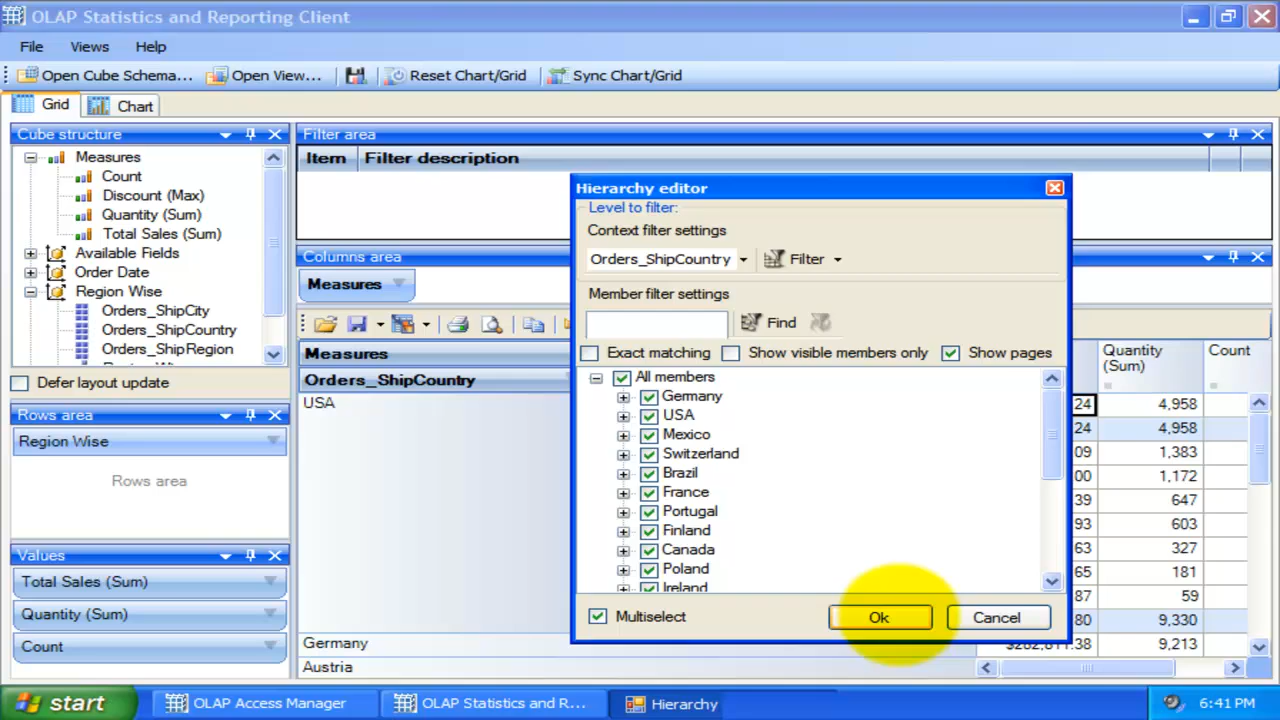 OLAP Statistics and Reporting Client
File Views Help
Open Cube Schema... Open View... Reset Chart/Grid Sync Chart/Grid
Grid Chart
Cube structure
Measures
Count
Discount (Max)
Quantity (Sum)
Total Sales (Sum)
Available Fields
Order Date
Region Wise
Orders_ShipCity
Orders_ShipCountry
Orders_ShipRegion
Defer layout update
Rows area
Region Wise
Rows area
Values
Total Sales (Sum)
Quantity (Sum)
Count
Filter area
Item Filter description
Columns area
Measures
Measures
Orders_ShipCountry
USA
Germany
Austria
Hierarchy editor
Level to filter:
Context filter settings
Orders_ShipCountry Filter
Member filter settings
Find
Exact matching Show visible members only Show pages
All members
Germany
USA
Mexico
Switzerland
Brazil
France
Portugal
Finland
Canada
Poland
Ireland
Multiselect Ok Cancel
Quantity (Sum) Count
24 4,958
24 4,958
09 1,383
00 1,172
39 647
93 603
63 327
65 181
87 59
80 9,330
38 9,213
start OLAP Access Manager OLAP Statistics and R... Hierarchy 6:41 PM